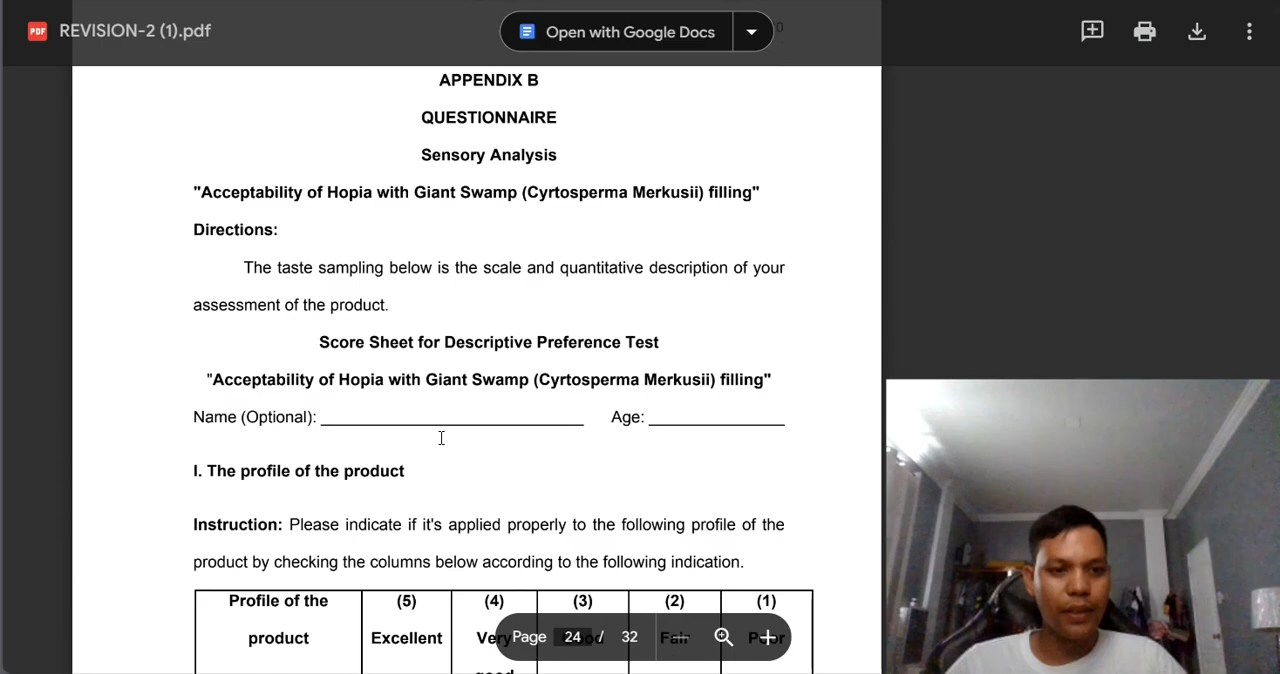 REVISION-2 (1).pdf
Open with Google Docs
APPENDIX B
QUESTIONNAIRE
Sensory Analysis
"Acceptability of Hopia with Giant Swamp (Cyrtosperma Merkusii) filling"
Directions:
The taste sampling below is the scale and quantitative description of your
assessment of the product.
Score Sheet for Descriptive Preference Test
"Acceptability of Hopia with Giant Swamp (Cyrtosperma Merkusii) filling"
Name (Optional): Age:
I. The profile of the product
Instruction: Please indicate if it's applied properly to the following profile of the
product by checking the columns below according to the following indication.
Profile of the (5) (4) (3) (2) (1)
product Excellent Very Good Fair Poor
good
Page 24 / 32